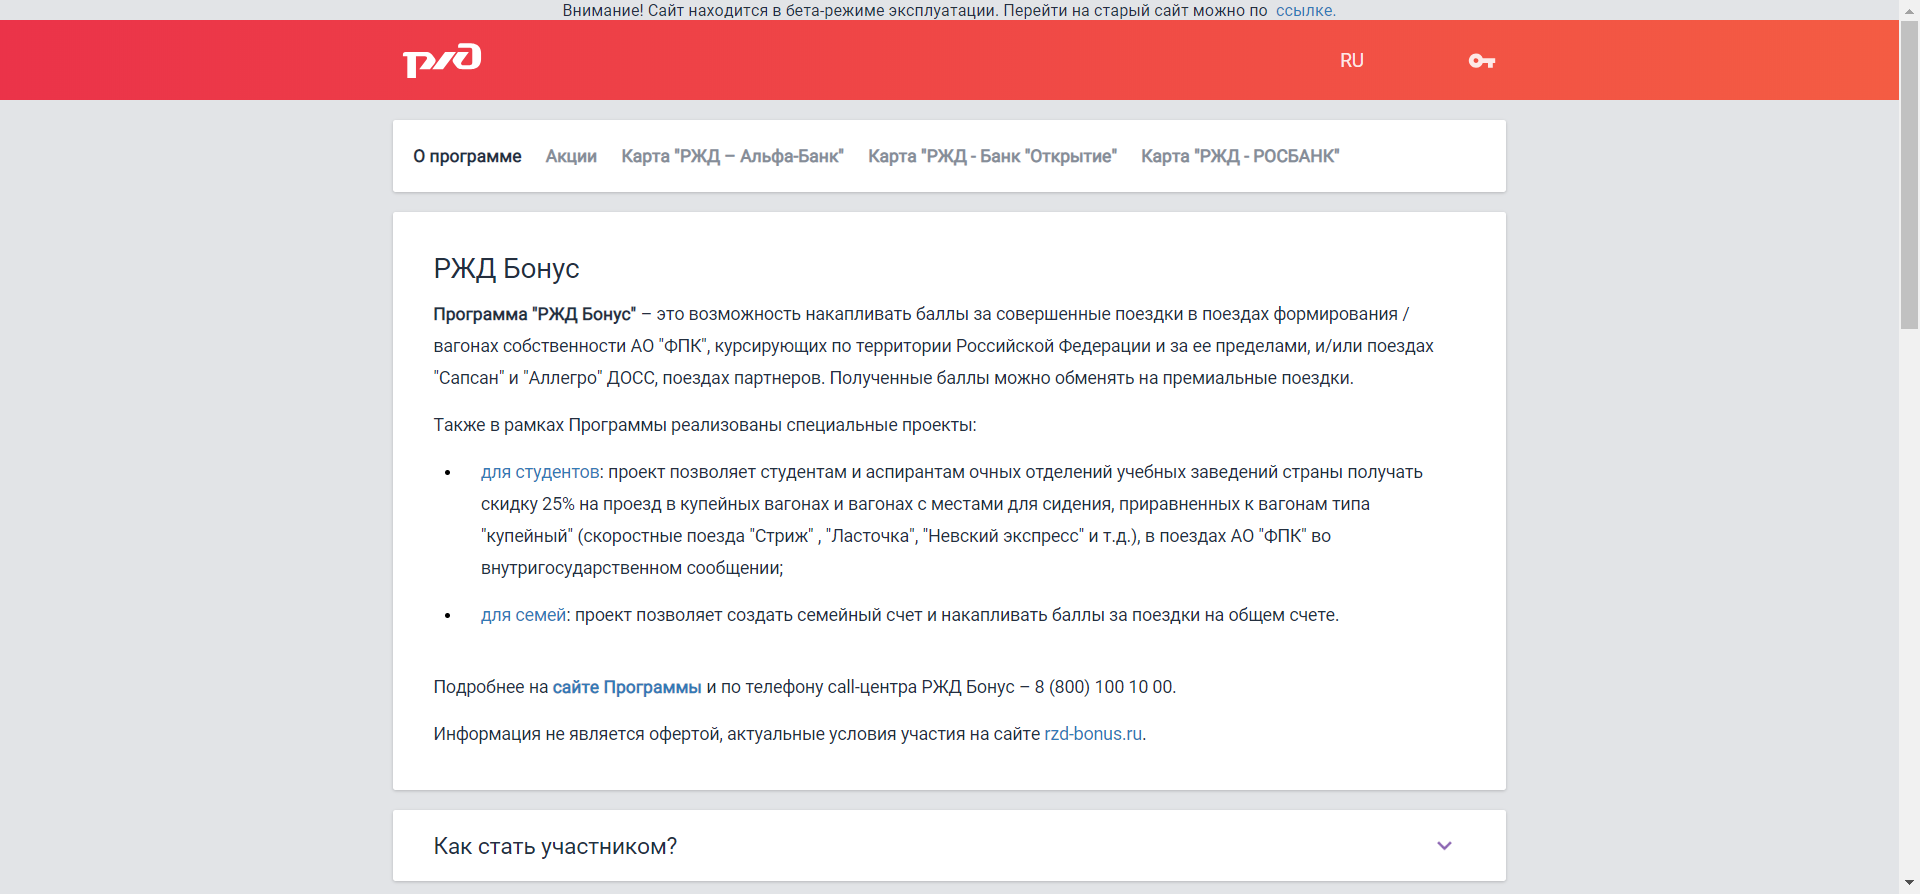 Внимание! Сайт находится в бета-режиме эксплуатации. Перейти на старый сайт можно по ссылке.
ржд
RU
О программе Акции Карта "РЖД – Альфа-Банк" Карта "РЖД - Банк "Открытие" Карта "РЖД - РОСБАНК"
РЖД Бонус
Программа "РЖД Бонус" – это возможность накапливать баллы за совершенные поездки в поездах формирования /
вагонах собственности АО "ФПК", курсирующих по территории Российской Федерации и за ее пределами, и/или поездах
"Сапсан" и "Аллегро" ДОСС, поездах партнеров. Полученные баллы можно обменять на премиальные поездки.
Также в рамках Программы реализованы специальные проекты:
• для студентов: проект позволяет студентам и аспирантам очных отделений учебных заведений страны получать
скидку 25% на проезд в купейных вагонах и вагонах с местами для сидения, приравненных к вагонам типа
"купейный" (скоростные поезда "Стриж" , "Ласточка", "Невский экспресс" и т.д.), в поездах АО "ФПК" во
внутригосударственном сообщении;
• для семей: проект позволяет создать семейный счет и накапливать баллы за поездки на общем счете.
Подробнее на сайте Программы и по телефону call-центра РЖД Бонус – 8 (800) 100 10 00.
Информация не является офертой, актуальные условия участия на сайте rzd-bonus.ru.
Как стать участником?